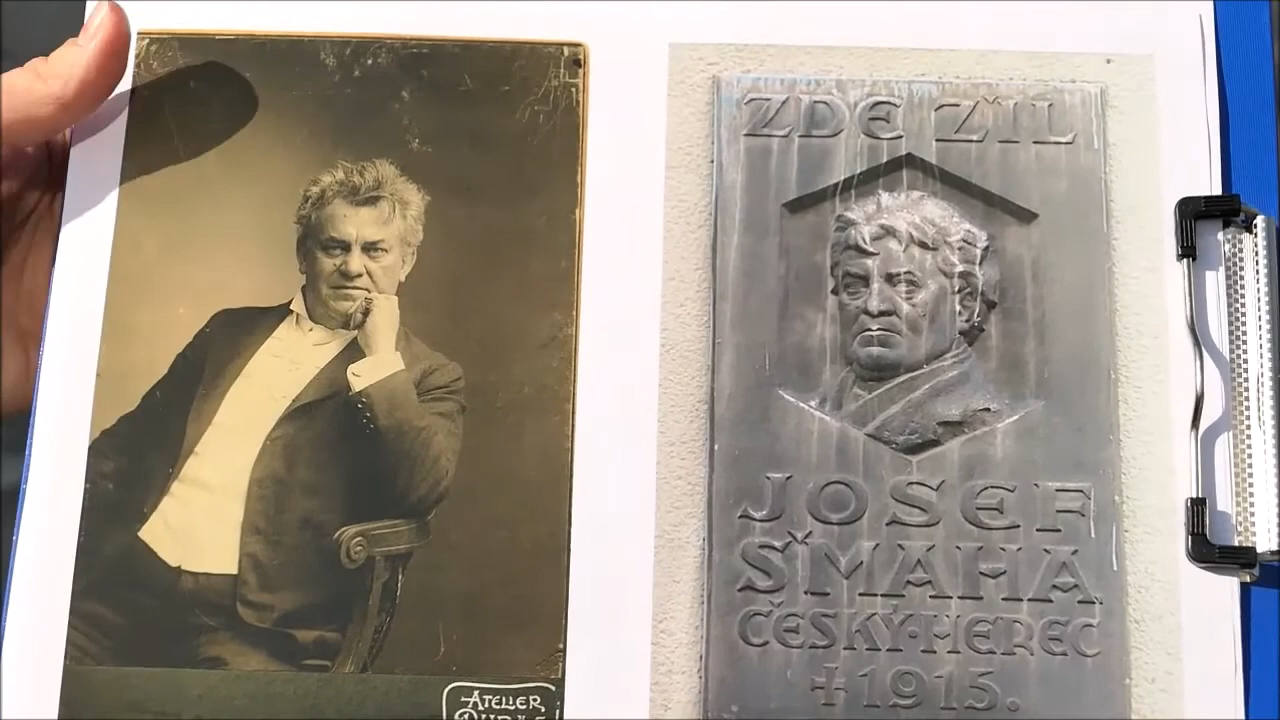 ATELIER
ZDE ŽIL
JOSEF
ŠMAHA
ČESKÝ·HEREC
✝1915.